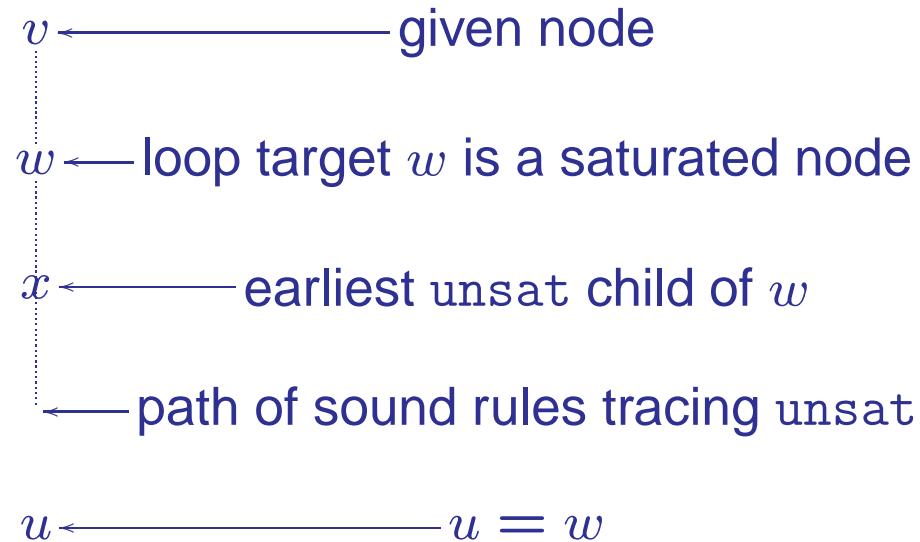 v given node
w loop target w is a saturated node
x earliest unsat child of w
path of sound rules tracing unsat
u u = w